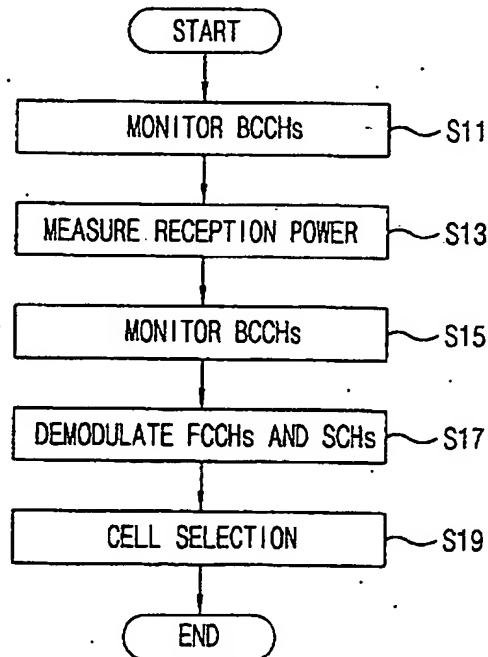 START
MONITOR BCCHs S11
MEASURE RECEPTION POWER S13
MONITOR BCCHs S15
DEMODULATE FCCHs AND SCHs S17
CELL SELECTION S19
END